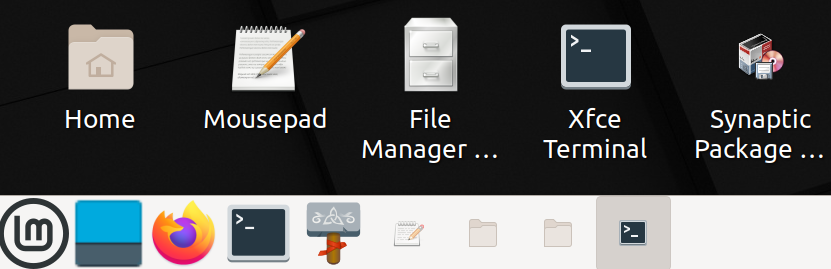 Home
Mousepad
File
Manager ...
Xfce
Terminal
Synaptic
Package ...